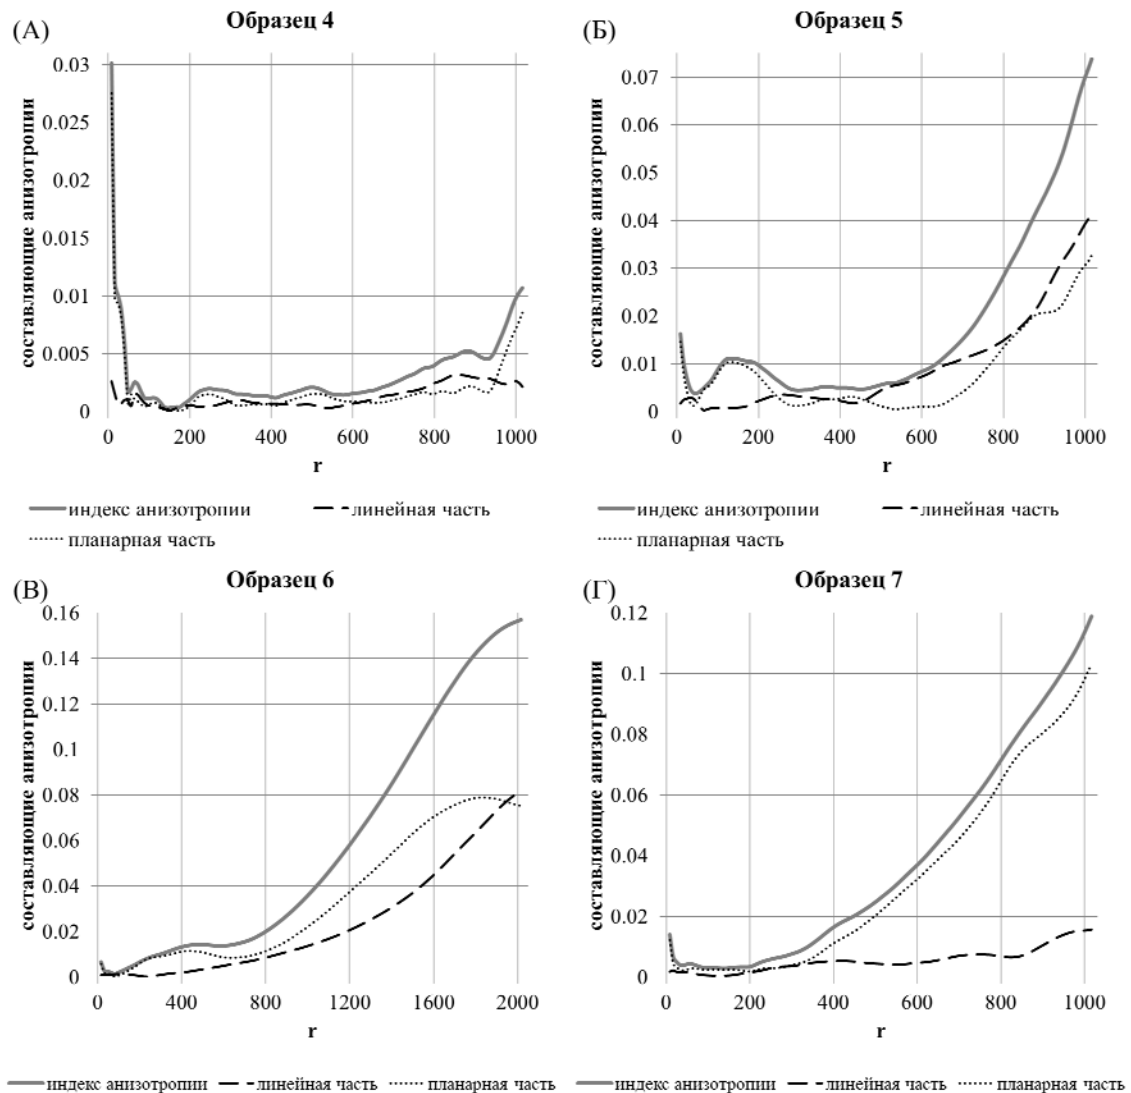 (А)
Образец 4
составляющие анизотропии
0.03
0.025
0.02
0.015
0.01
0.005
0
0 200 400 600 800 1000
r
индекс анизотропии линейная часть
планарная часть
(Б)
Образец 5
составляющие анизотропии
0.07
0.06
0.05
0.04
0.03
0.02
0.01
0
0 200 400 600 800 1000
r
индекс анизотропии линейная часть
планарная часть
(В)
Образец 6
составляющие анизотропии
0.16
0.14
0.12
0.1
0.08
0.06
0.04
0.02
0
0 400 800 1200 1600 2000
r
индекс анизотропии линейная часть планарная часть
(Г)
Образец 7
составляющие анизотропии
0.12
0.1
0.08
0.06
0.04
0.02
0
0 200 400 600 800 1000
r
индекс анизотропии линейная часть планарная часть